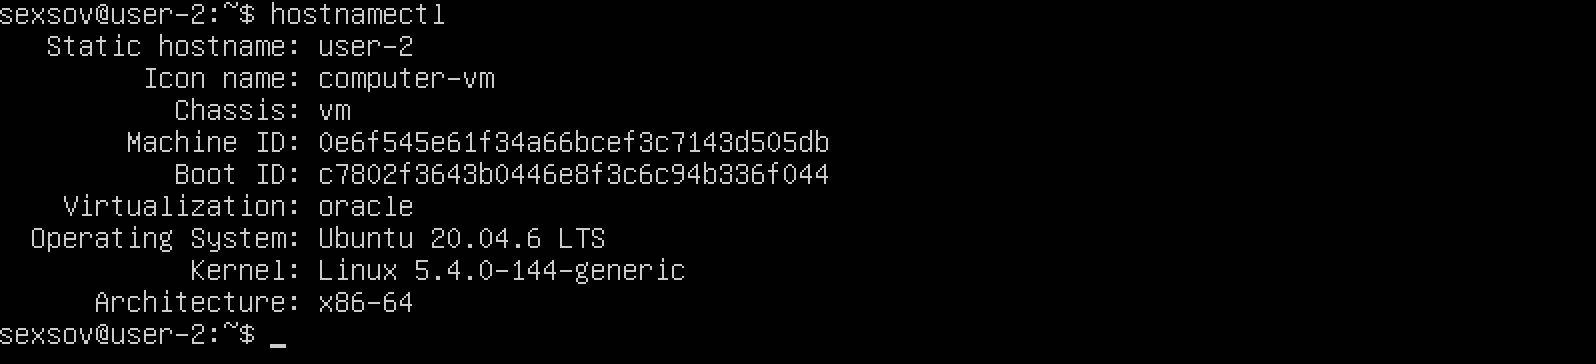 sexsov@user-2:~$ hostnamectl
Static hostname: user-2
Icon name: computer-vm
Chassis: vm
Machine ID: 0e6f545e61f34a66bcef3c7143d505db
Boot ID: c7802f3643b0446e8f3c6c94b336f044
Virtualization: oracle
Operating System: Ubuntu 20.04.6 LTS
Kernel: Linux 5.4.0-144-generic
Architecture: x86-64
sexsov@user-2:~$ _